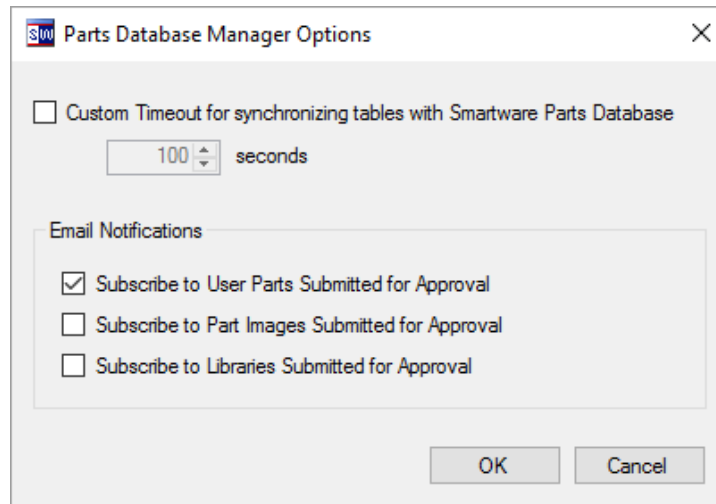 SW Parts Database Manager Options
Custom Timeout for synchronizing tables with Smartware Parts Database
100 seconds
Email Notifications
Subscribe to User Parts Submitted for Approval
Subscribe to Part Images Submitted for Approval
Subscribe to Libraries Submitted for Approval
OK Cancel